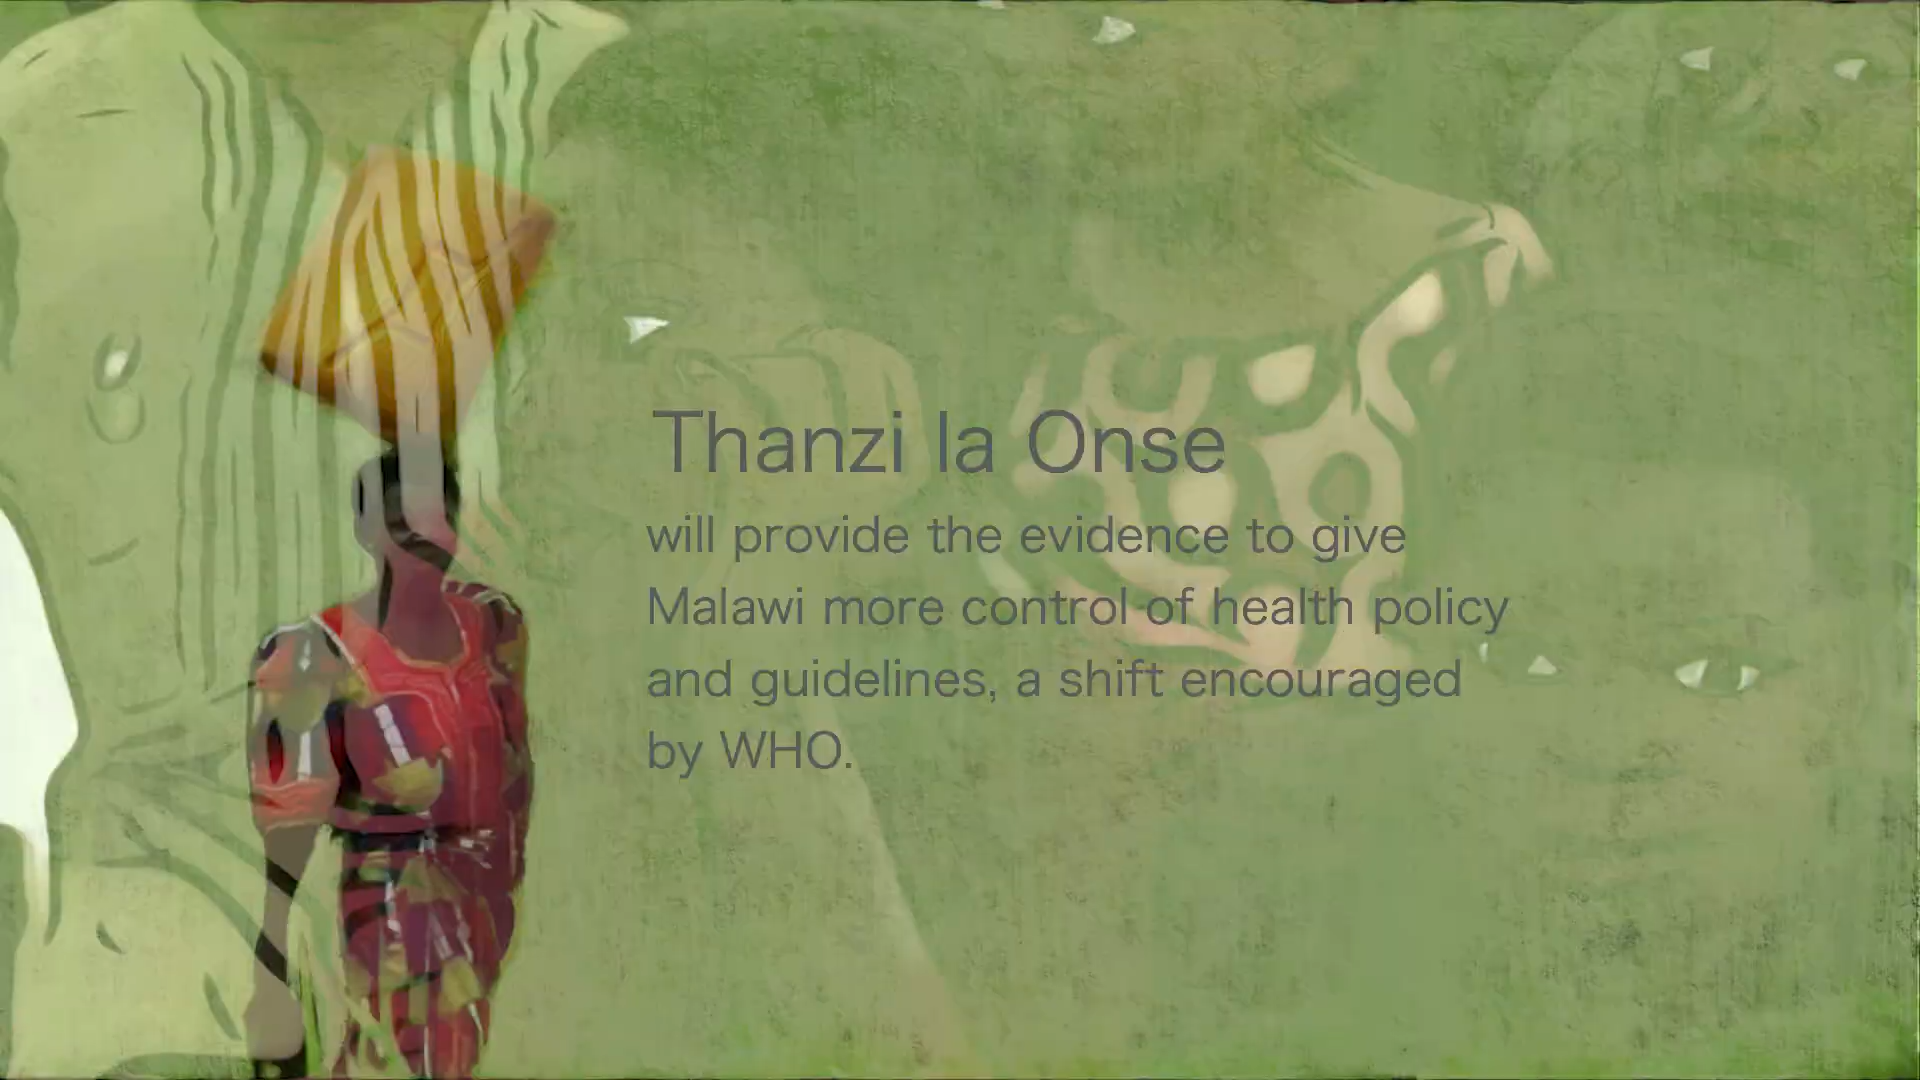 Thanzi la Onse
will provide the evidence to give
Malawi more control of health policy
and guidelines, a shift encouraged
by WHO.